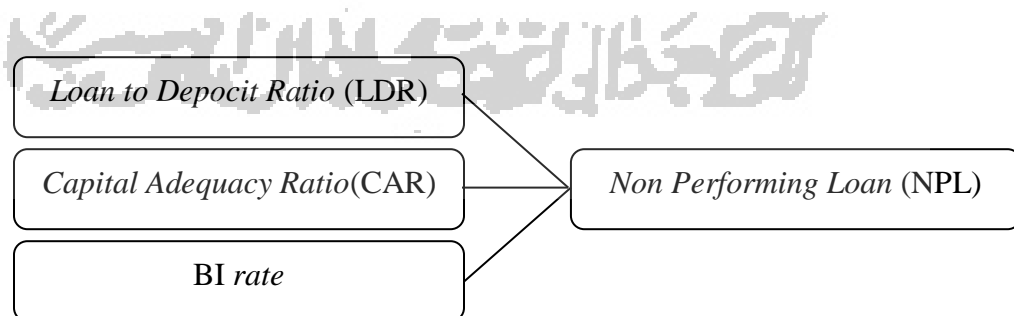 Loan to Depocit Ratio (LDR)
Capital Adequacy Ratio(CAR)
Non Performing Loan (NPL)
BI rate